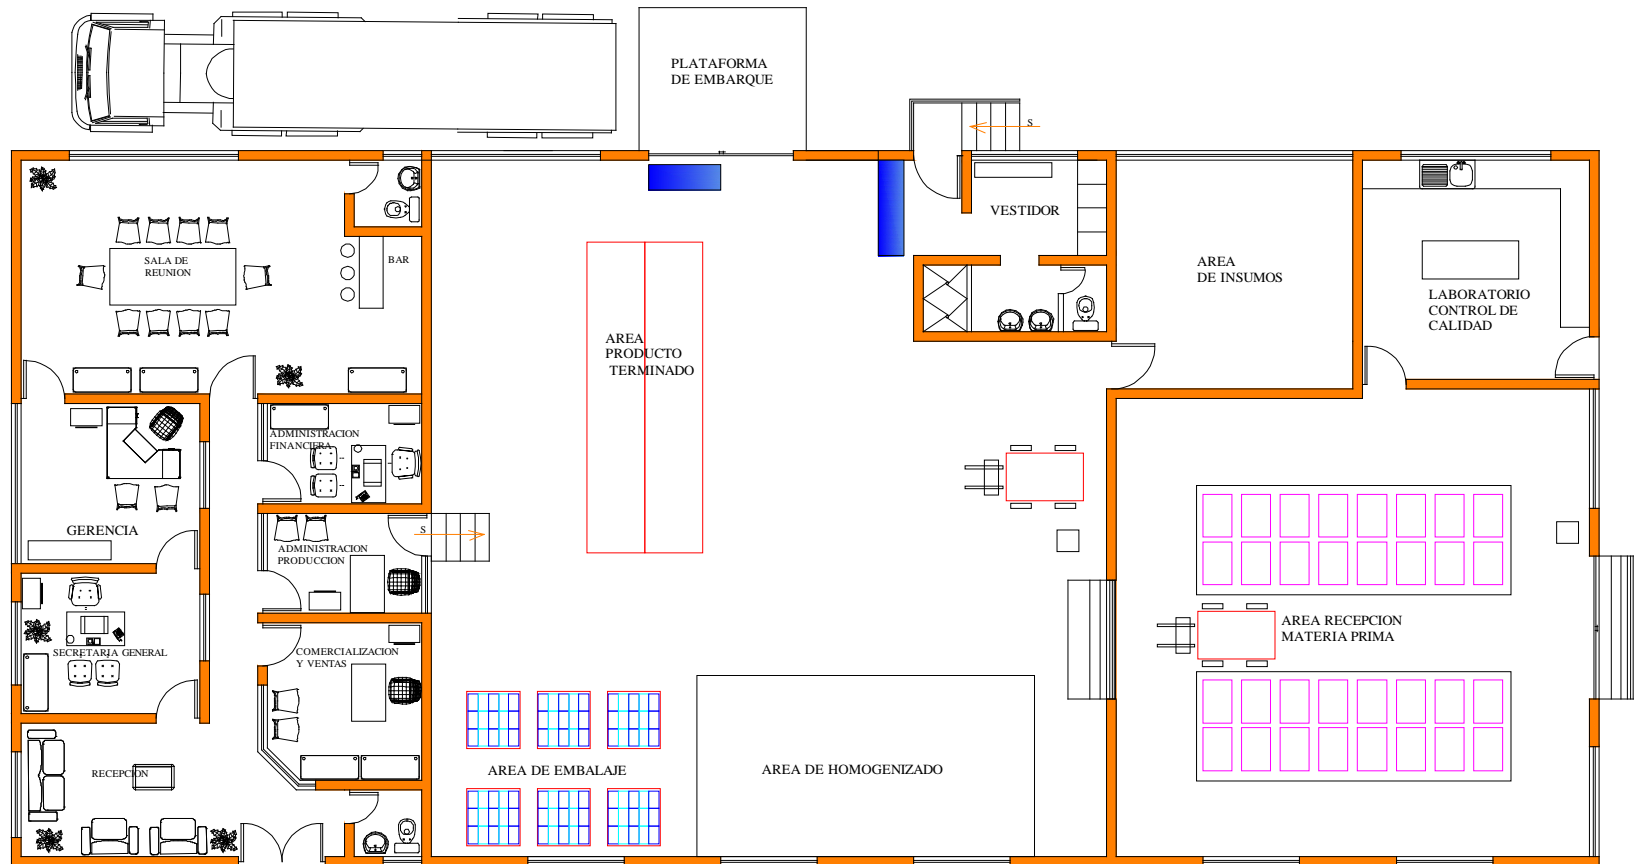 PLATAFORMA
DE EMBARQUE
S
VESTIDOR
SALA DE
REUNION
BAR
AREA
DE INSUMOS
LABORATORIO
CONTROL DE
CALIDAD
AREA
PRODUCTO
TERMINADO
ADMINISTRACION
FINANCIERA
GERENCIA
S
ADMINISTRACION
PRODUCCION
SECRETARIA GENERAL
COMERCIALIZACION
Y VENTAS
AREA RECEPCION
MATERIA PRIMA
RECEPCION
AREA DE EMBALAJE
AREA DE HOMOGENIZADO